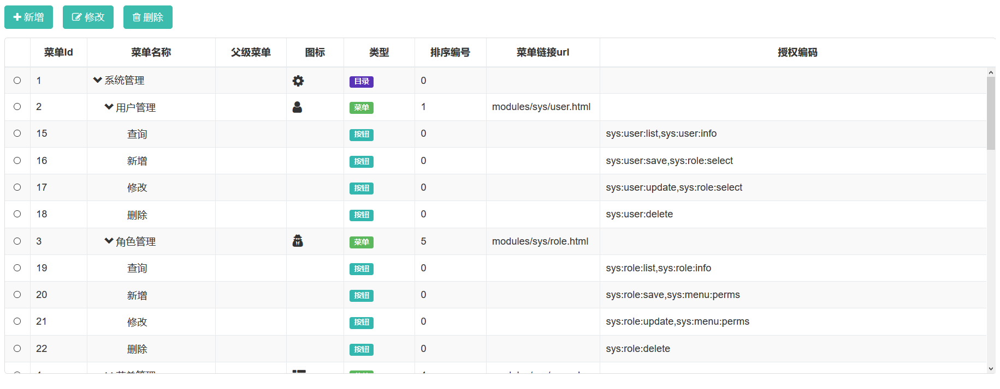 新增 修改 删除
菜单Id 菜单名称 父级菜单 图标 类型 排序编号 菜单链接url 授权编码
1 系统管理 目录 0
2 用户管理 菜单 1 modules/sys/user.html
15 查询 按钮 0 sys:user:list,sys:user:info
16 新增 按钮 0 sys:user:save,sys:role:select
17 修改 按钮 0 sys:user:update,sys:role:select
18 删除 按钮 0 sys:user:delete
3 角色管理 菜单 5 modules/sys/role.html
19 查询 按钮 0 sys:role:list,sys:role:info
20 新增 按钮 0 sys:role:save,sys:menu:perms
21 修改 按钮 0 sys:role:update,sys:menu:perms
22 删除 按钮 0 sys:role:delete